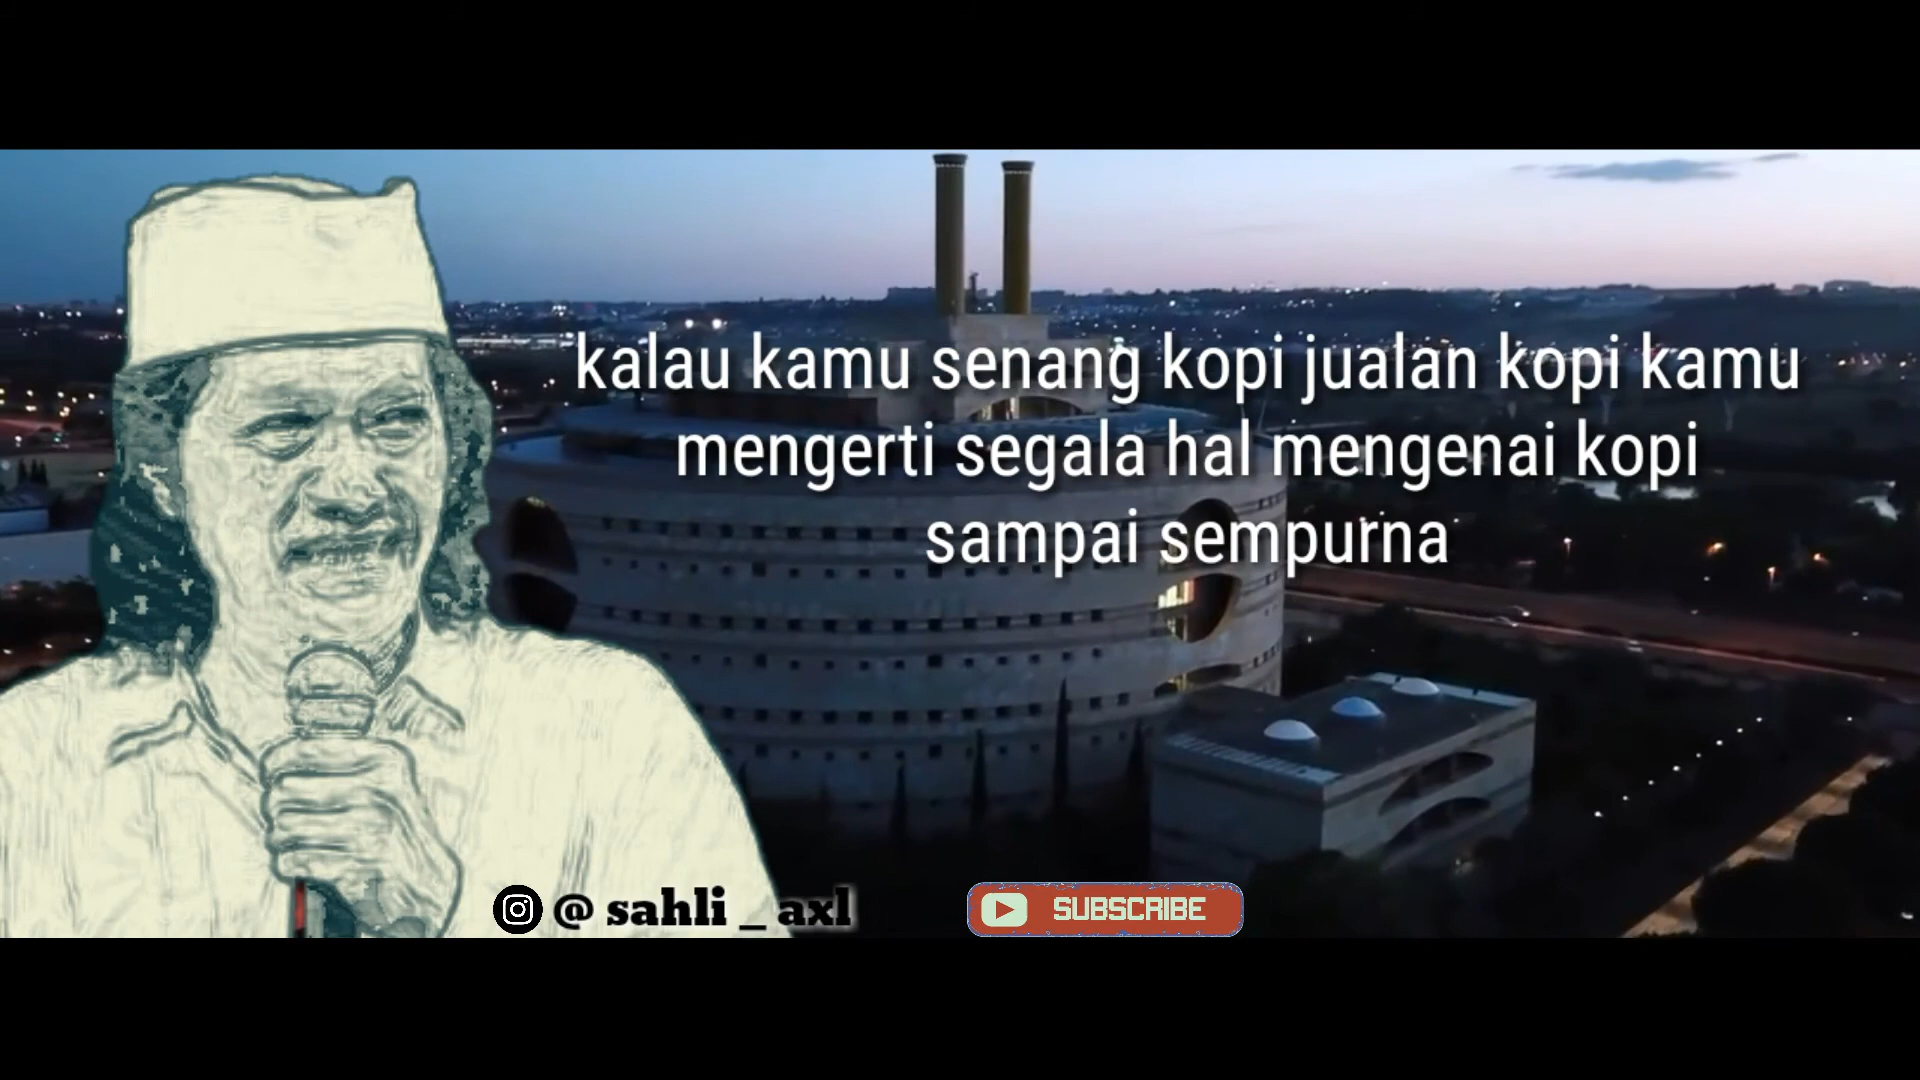 kalau kamu senang kopi jualan kopi kamu
mengerti segala hal mengenai kopi
sampai sempurna
@ sahli _ axl
SUBSCRIBE